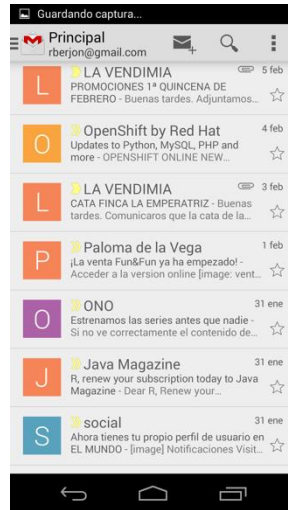 Guardando captura...
Principal
rberjon@gmail.com
L
LA VENDIMIA
5 feb
PROMOCIONES 1ª QUINCENA DE
FEBRERO - Buenas tardes. Adjuntamos...
O
OpenShift by Red Hat
4 feb
Updates to Python, MySQL, PHP and
more - OPENSHIFT ONLINE NEW...
L
LA VENDIMIA
3 feb
CATA FINCA LA EMPERATRIZ - Buenas
tardes. Comunicaros que la cata de la...
P
Paloma de la Vega
1 feb
¡La venta Fun&Fun ya ha empezado! -
Acceder a la version online [image: vent...
O
ONO
31 ene
Estrenamos las series antes que nadie -
Si no ve correctamente el contenido de...
J
Java Magazine
31 ene
R, renew your subscription today to Java
Magazine - Dear R, Renew your...
S
social
31 ene
Ahora tienes tu propio perfil de usuario en
EL MUNDO - [image] Notificaciones Visit...